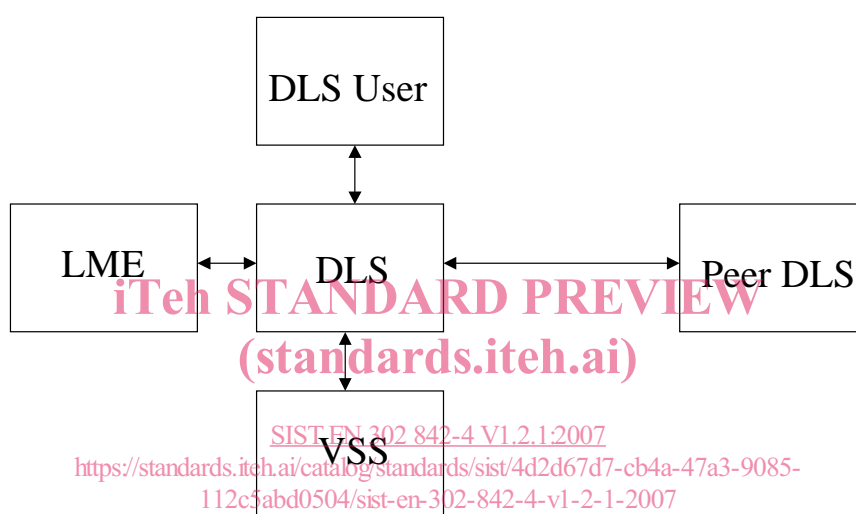 DLS User
LME
DLS
Peer DLS
iTeh STANDARD PREVIEW
(standards.iteh.ai)
SIST EN 302 842-4 V1.2.1:2007
VSS
https://standards.iteh.ai/catalog/standards/sist/4d2d67d7-cb4a-47a3-9085-
112c5abd0504/sist-en-302-842-4-v1-2-1-2007